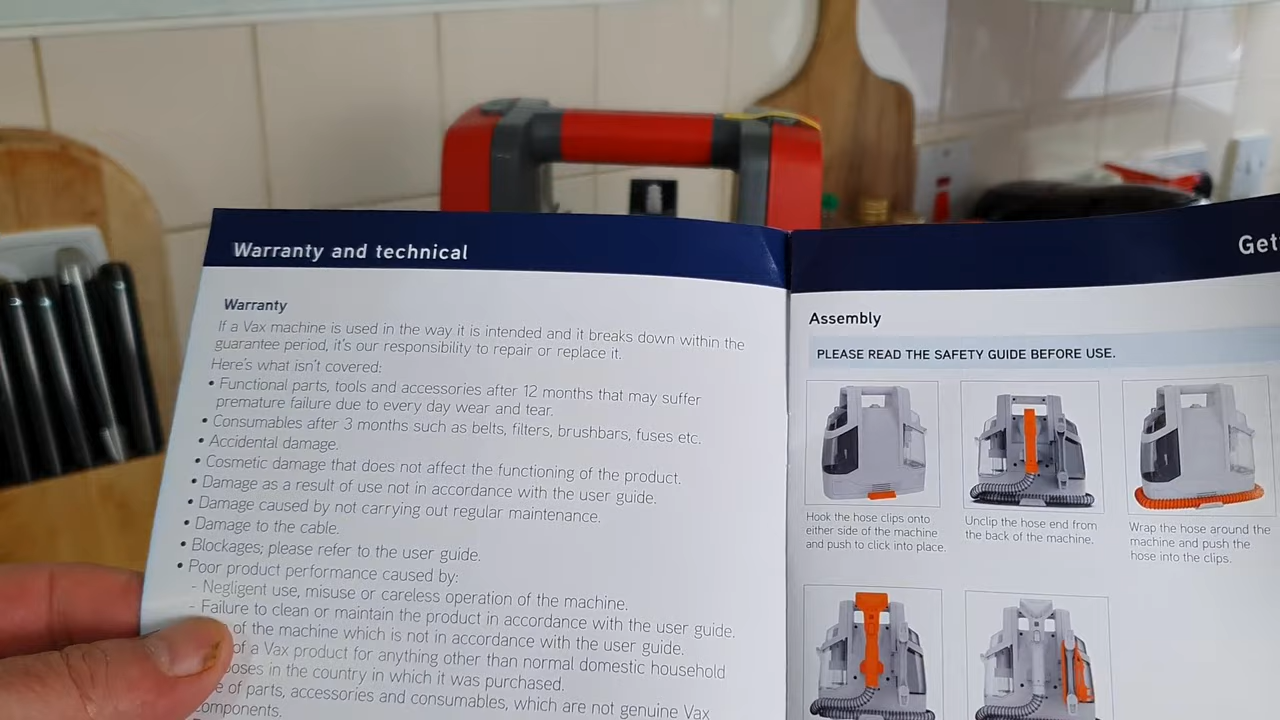 Warranty and technical
Warranty
If a Vax machine is used in the way it is intended and it breaks down within the
guarantee period, it's our responsibility to repair or replace it.
Here's what isn't covered:
• Functional parts, tools and accessories after 12 months that may suffer
premature failure due to every day wear and tear.
• Consumables after 3 months such as belts, filters, brushbars, fuses etc.
• Accidental damage.
• Cosmetic damage that does not affect the functioning of the product.
• Damage as a result of use not in accordance with the user guide.
• Damage caused by not carrying out regular maintenance.
• Damage to the cable.
• Blockages; please refer to the user guide.
• Poor product performance caused by:
- Negligent use, misuse or careless operation of the machine.
- Failure to clean or maintain the product in accordance with the user guide.
of the machine which is not in accordance with the user guide.
of a Vax product for anything other than normal domestic household
oses in the country in which it was purchased.
e of parts, accessories and consumables, which are not genuine Vax
components.
Get
Assembly
PLEASE READ THE SAFETY GUIDE BEFORE USE.
Hook the hose clips onto
either side of the machine
and push to click into place.
Unclip the hose end from
the back of the machine.
Wrap the hose around the
machine and push the
hose into the clips.